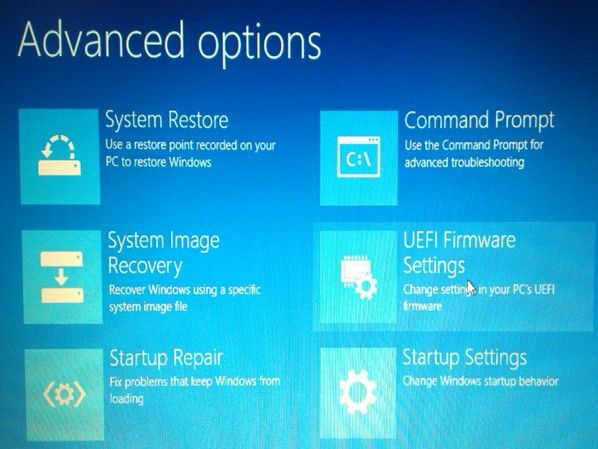 Advanced options
System Restore
Use a restore point recorded on your
PC to restore Windows
Command Prompt
Use the Command Prompt for
advanced troubleshooting
C:\
System Image
Recovery
Recover Windows using a specific
system image file
UEFI Firmware
Settings
Change settings in your PC's UEFI
firmware
Startup Repair
Fix problems that keep Windows from
loading
Startup Settings
Change Windows startup behavior